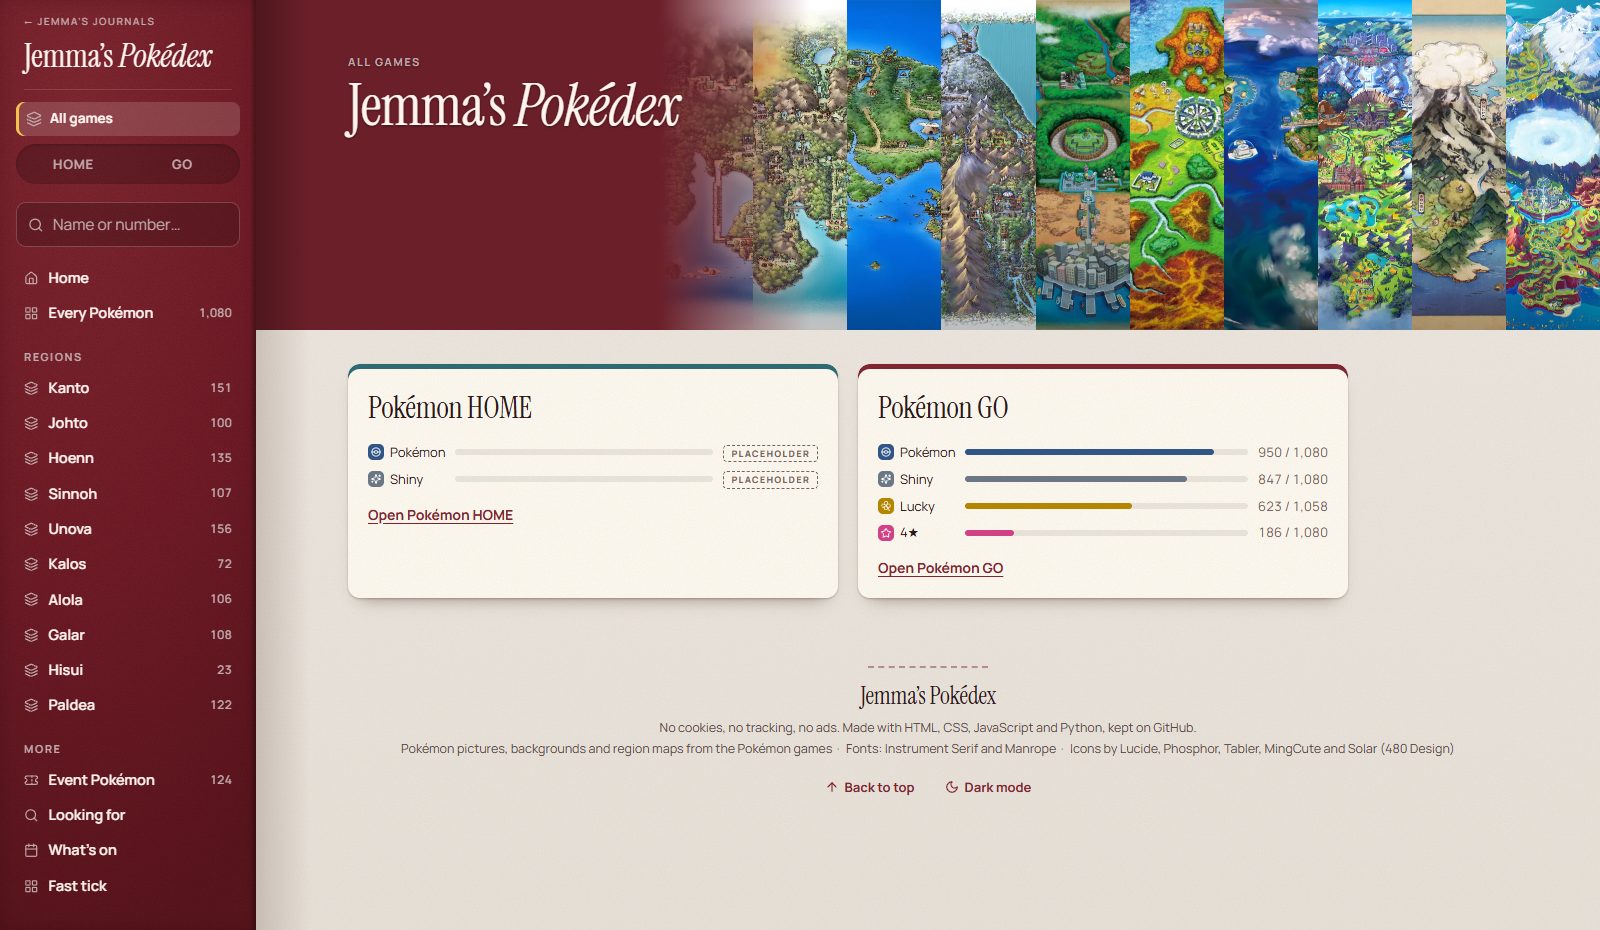 ← JEMMA'S JOURNALS
Jemma's Pokédex
All games
HOME GO
Name or number...
Home
Every Pokémon 1,080
REGIONS
Kanto 151
Johto 100
Hoenn 135
Sinnoh 107
Unova 156
Kalos 72
Alola 106
Galar 108
Hisui 23
Paldea 122
MORE
Event Pokémon 124
Looking for
What's on
Fast tick
ALL GAMES
Jemma's Pokédex
Pokémon HOME
Pokémon PLACEHOLDER
Shiny PLACEHOLDER
Open Pokémon HOME
Pokémon GO
Pokémon 950 / 1,080
Shiny 847 / 1,080
Lucky 623 / 1,058
4★ 186 / 1,080
Open Pokémon GO
Jemma's Pokédex
No cookies, no tracking, no ads. Made with HTML, CSS, JavaScript and Python, kept on GitHub.
Pokémon pictures, backgrounds and region maps from the Pokémon games · Fonts: Instrument Serif and Manrope · Icons by Lucide, Phosphor, Tabler, MingCute and Solar (480 Design)
↑ Back to top Dark mode